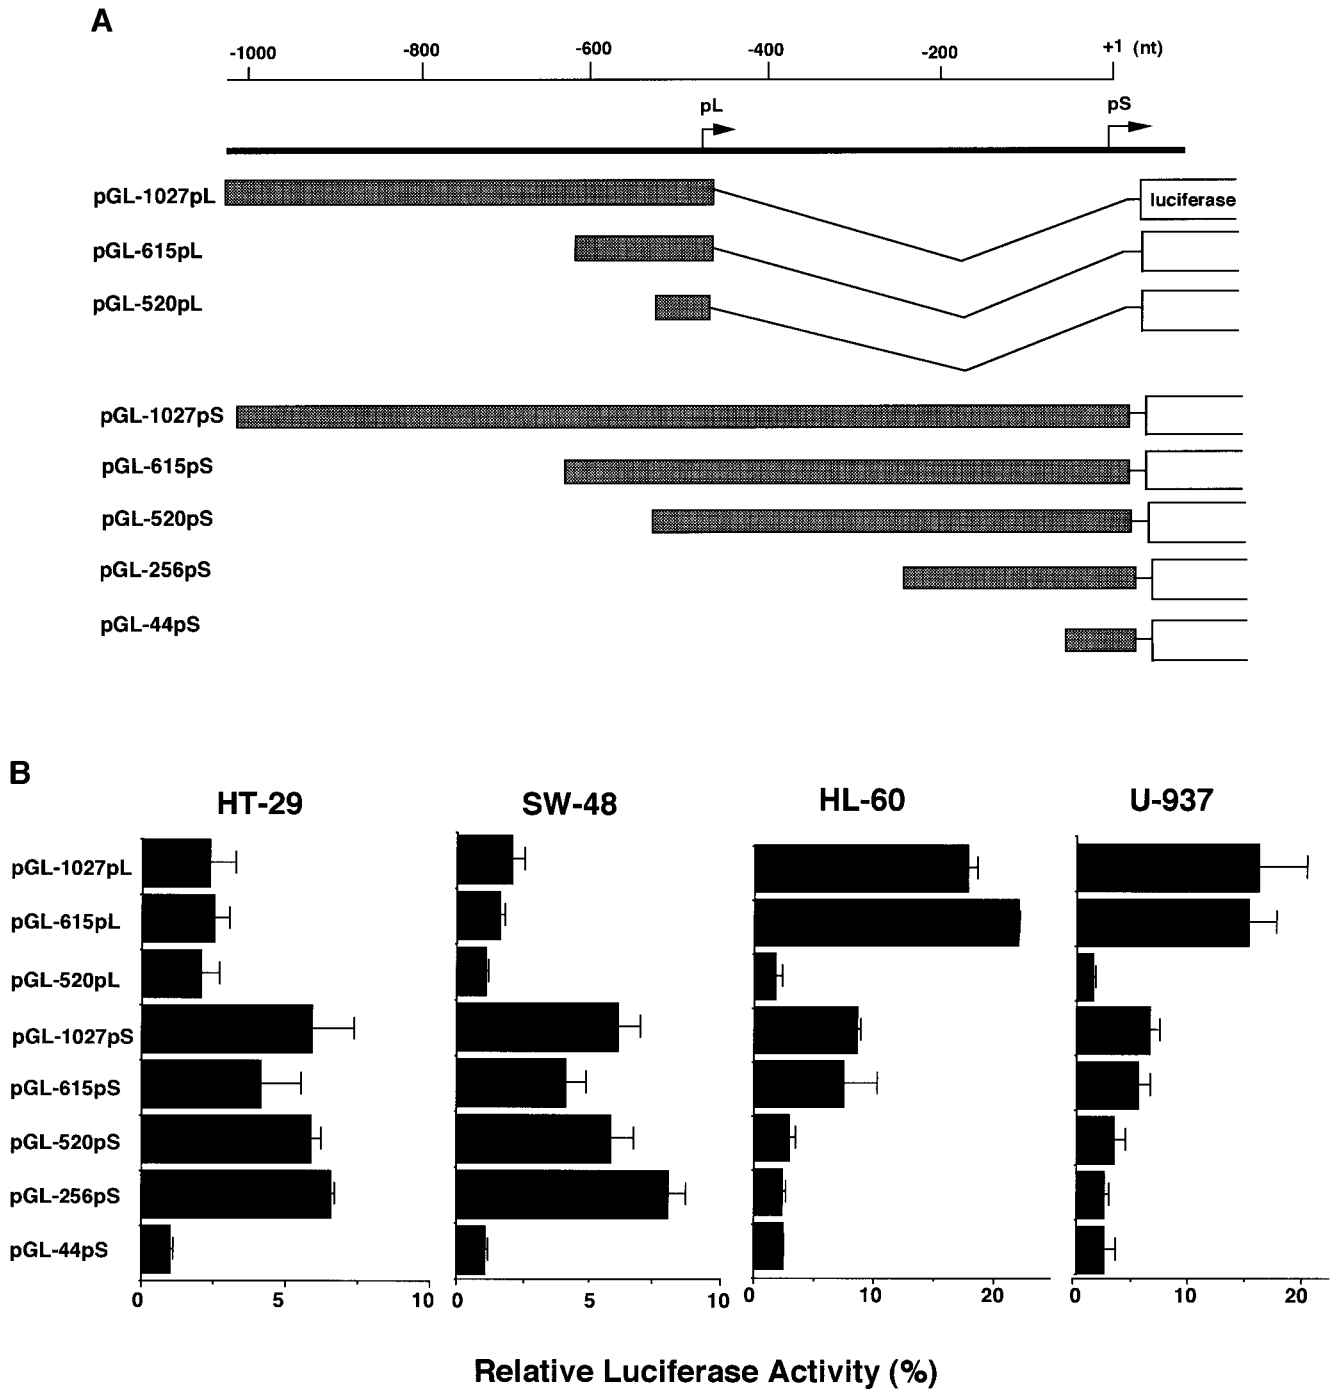 A
-1000 -800 -600 -400 -200 +1 (nt)
pL pS
pGL-1027pL luciferase
pGL-615pL
pGL-520pL
pGL-1027pS
pGL-615pS
pGL-520pS
pGL-256pS
pGL-44pS
B
HT-29 SW-48 HL-60 U-937
pGL-1027pL
pGL-615pL
pGL-520pL
pGL-1027pS
pGL-615pS
pGL-520pS
pGL-256pS
pGL-44pS
0 5 10 0 5 10 0 10 20 0 10 20
Relative Luciferase Activity (%)